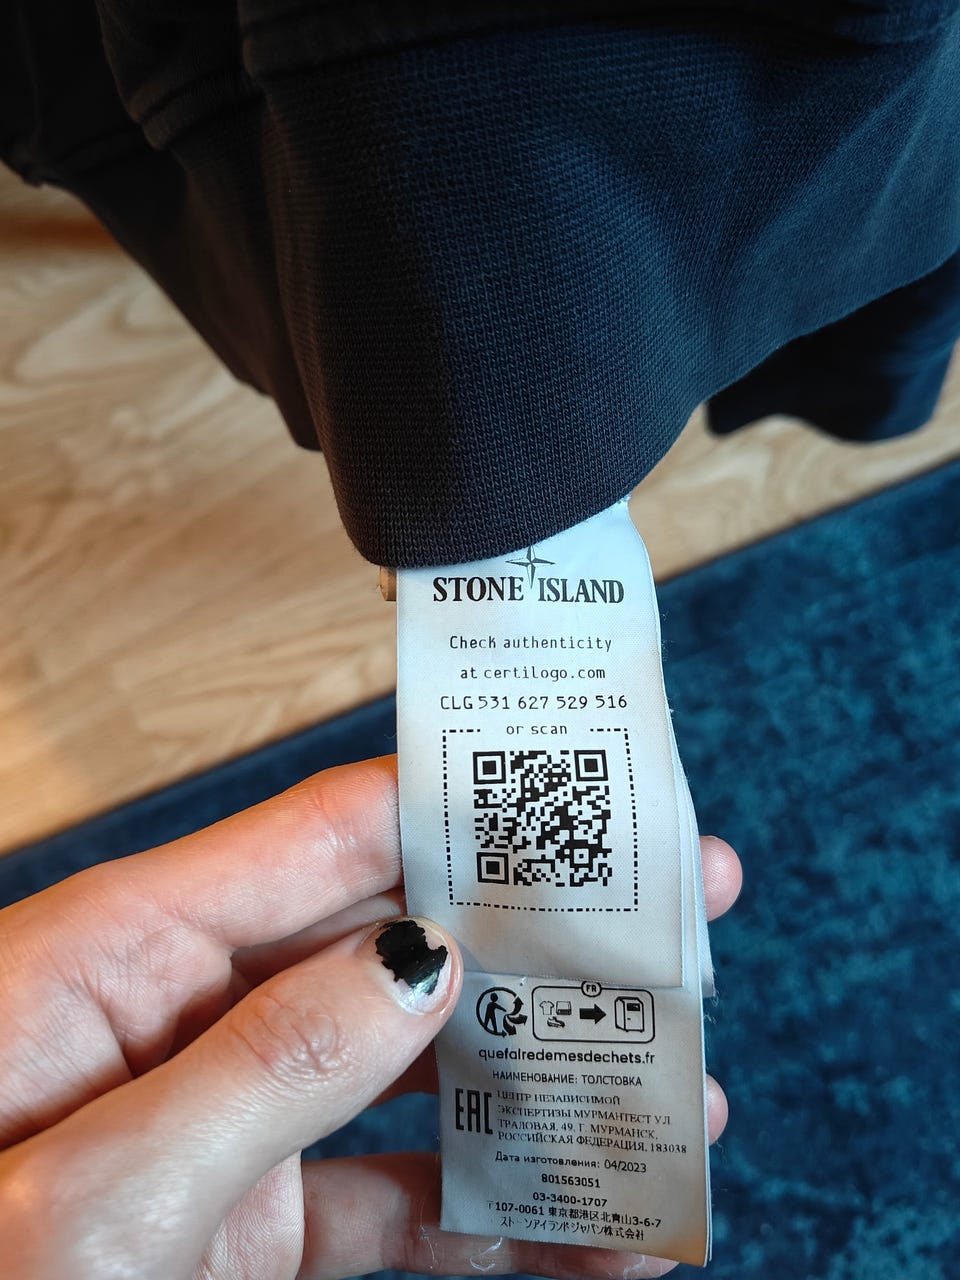 STONE ISLAND
Check authenticity
at certilogo.com
CLG 531 627 529 516
or scan
FR
quefairedemesdechets.fr
НАИМЕНОВАНИЕ: ТОЛСТОВКА
EAC
ЦЕНТР НЕЗАВИСИМОЙ
ЭКСПЕРТИЗЫ МУРМАНТЕСТ УЛ.
ТРАЛОВАЯ, 49, Г. МУРМАНСК,
РОССИЙСКАЯ ФЕДЕРАЦИЯ, 183038
Дата изготовления: 04/2023
801563051
03-3400-1707
〒107-0061 東京都港区北青山3-6-7
ストーンアイランドジャパン株式会社